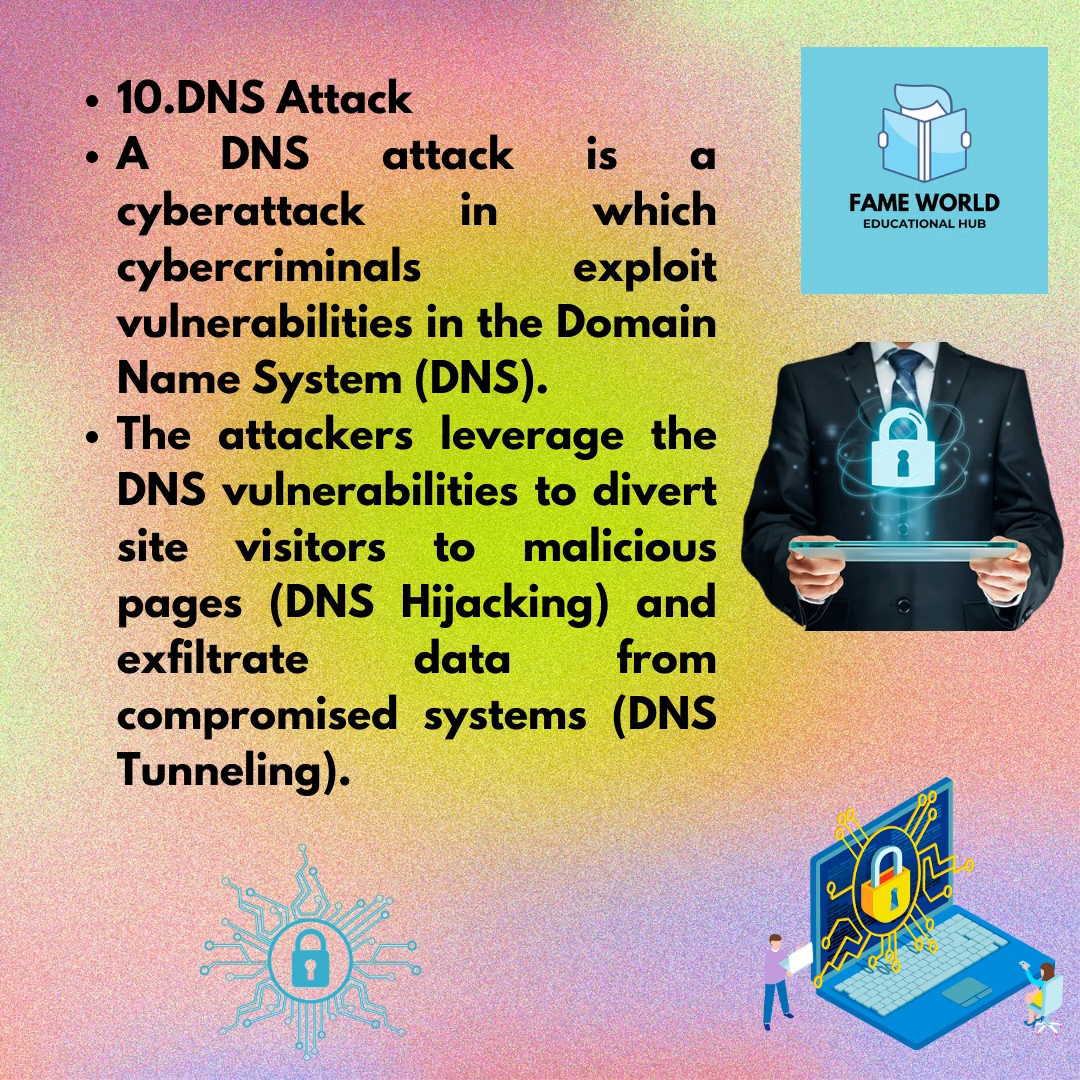 10.DNS Attack
A DNS attack is a
cyberattack in which
cybercriminals exploit
vulnerabilities in the Domain
Name System (DNS).
The attackers leverage the
DNS vulnerabilities to divert
site visitors to malicious
pages (DNS Hijacking) and
exfiltrate data from
compromised systems (DNS
Tunneling).
FAME WORLD
EDUCATIONAL HUB